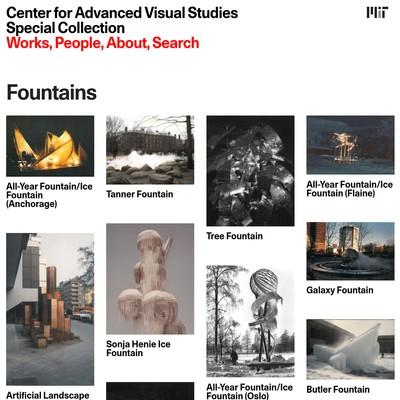 Center for Advanced Visual Studies
Special Collection
Works, People, About, Search
MIT
Fountains
All-Year Fountain/Ice
Fountain
(Anchorage)
Tanner Fountain
Tree Fountain
All-Year Fountain/Ice
Fountain (Flaine)
Galaxy Fountain
Sonja Henie Ice
Fountain
Artificial Landscape
All-Year Fountain/Ice
Fountain (Oslo)
Butler Fountain